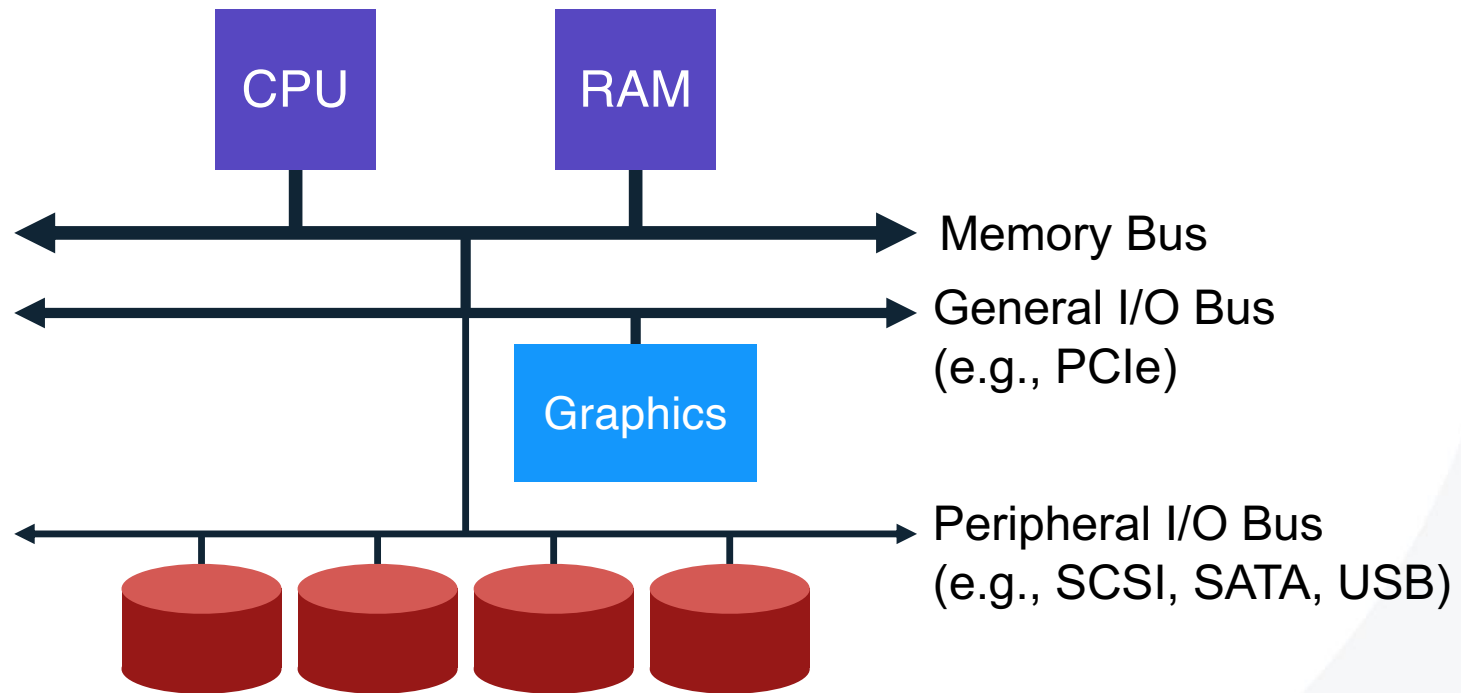 CPU
RAM
Memory Bus
General I/O Bus
(e.g., PCIe)
Graphics
Peripheral I/O Bus
(e.g., SCSI, SATA, USB)